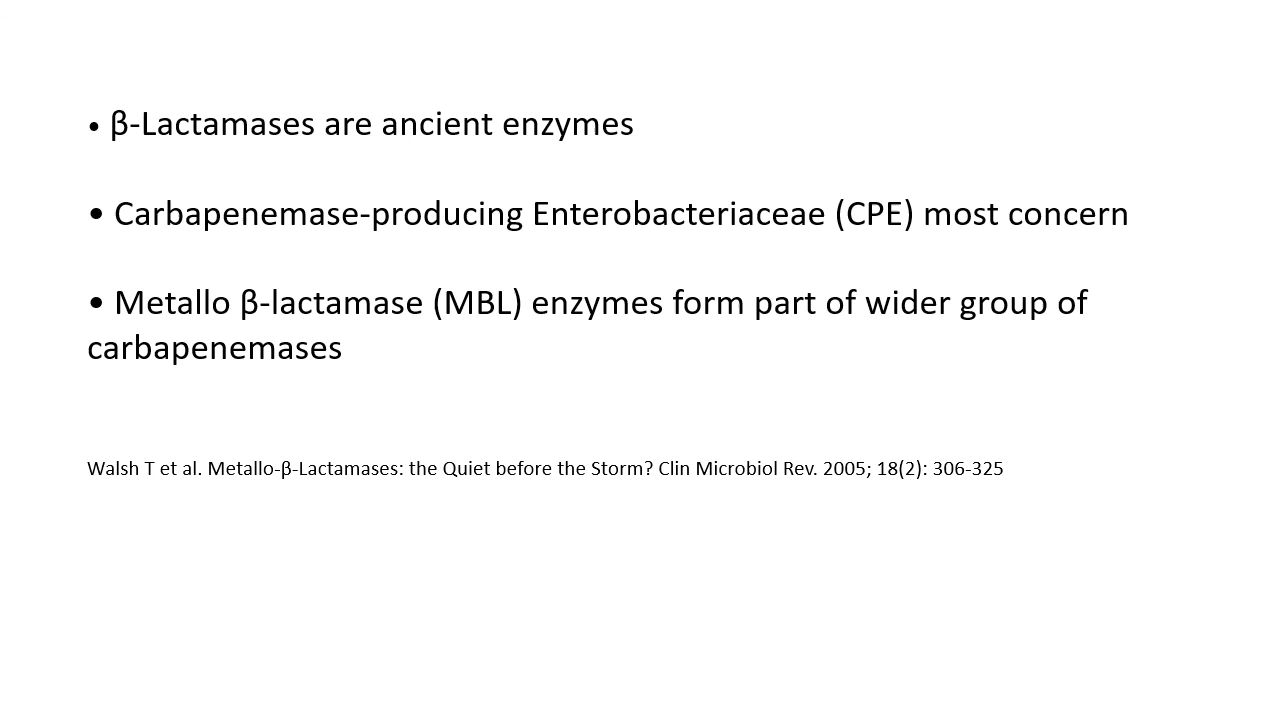 • β-Lactamases are ancient enzymes
• Carbapenemase-producing Enterobacteriaceae (CPE) most concern
• Metallo β-lactamase (MBL) enzymes form part of wider group of
carbapenemases
Walsh T et al. Metallo-β-Lactamases: the Quiet before the Storm? Clin Microbiol Rev. 2005; 18(2): 306-325